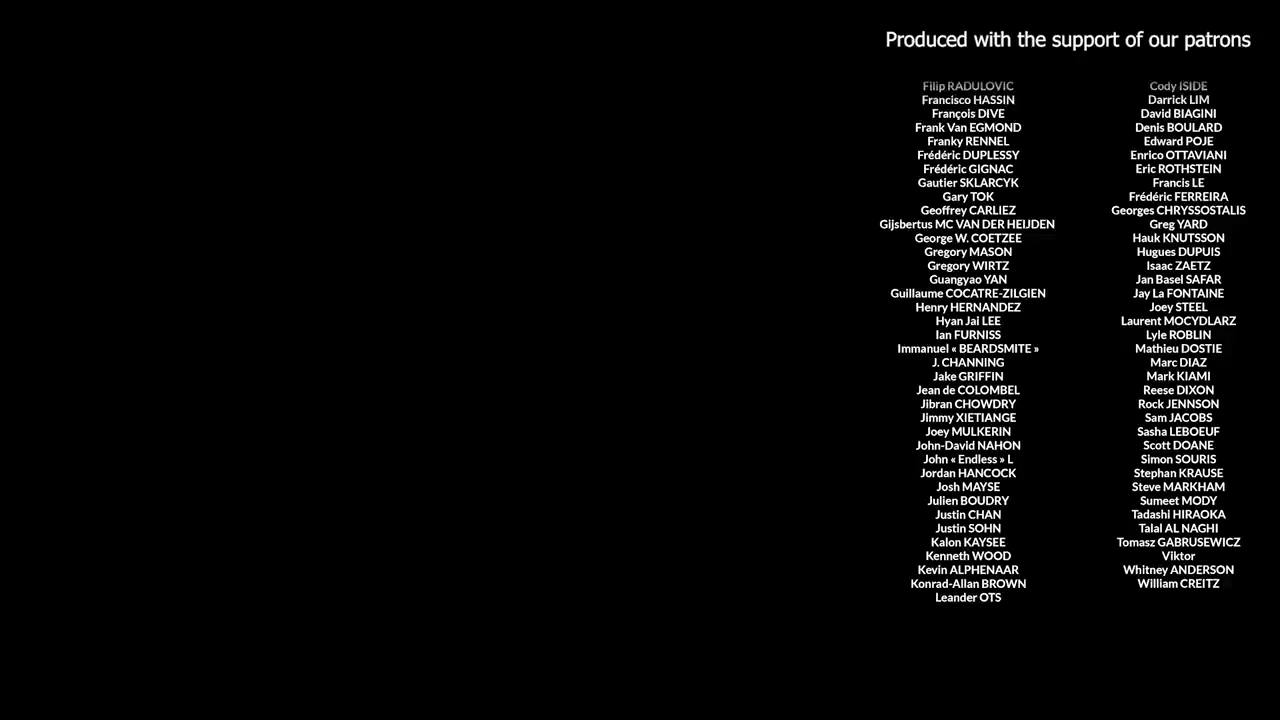 Produced with the support of our patrons
Filip RADULOVIC
Francisco HASSIN
François DIVE
Frank Van EGMOND
Franky RENNEL
Frédéric DUPLESSY
Frédéric GIGNAC
Gautier SKLARCYK
Gary TOK
Geoffrey CARLIEZ
Gijsbertus MC VAN DER HEIJDEN
George W. COETZEE
Gregory MASON
Gregory WIRTZ
Guangyao YAN
Guillaume COCATRE-ZILGIEN
Henry HERNANDEZ
Hyan Jai LEE
Ian FURNISS
Immanuel « BEARDSMITE »
J. CHANNING
Jake GRIFFIN
Jean de COLOMBEL
Jibran CHOWDRY
Jimmy XIETIANGE
Joey MULKERIN
John-David NAHON
John « Endless » L
Jordan HANCOCK
Josh MAYSE
Julien BOUDRY
Justin CHAN
Justin SOHN
Kalon KAYSEE
Kenneth WOOD
Kevin ALPHENAAR
Konrad-Allan BROWN
Leander OTS
Cody ISIDE
Darrick LIM
David BIAGINI
Denis BOULARD
Edward POJE
Enrico OTTAVIANI
Eric ROTHSTEIN
Francis LE
Frédéric FERREIRA
Georges CHRYSSOSTALIS
Greg YARD
Hauk KNUTSSON
Hugues DUPUIS
Isaac ZAETZ
Jan Basel SAFAR
Jay La FONTAINE
Joey STEEL
Laurent MOCYDLARZ
Lyle ROBLIN
Mathieu DOSTIE
Marc DIAZ
Mark KIAMI
Reese DIXON
Rock JENNSON
Sam JACOBS
Sasha LEBOEUF
Scott DOANE
Simon SOURIS
Stephan KRAUSE
Steve MARKHAM
Sumeet MODY
Tadashi HIRAOKA
Talal AL NAGHI
Tomasz GABRUSEWICZ
Viktor
Whitney ANDERSON
William CREITZ